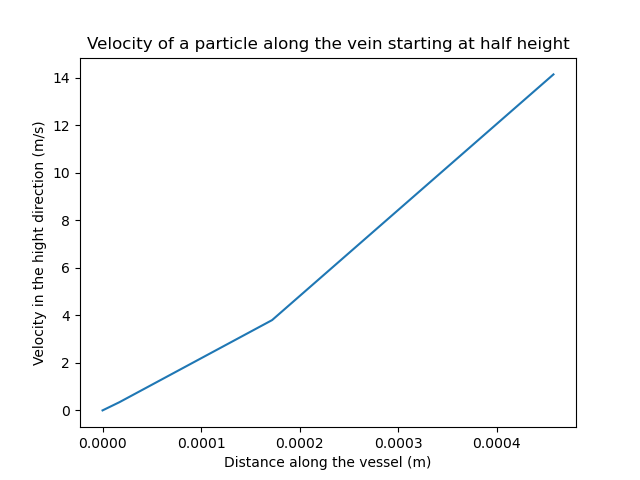 Velocity of a particle along the vein starting at half height
14
12
10
8
6
4
2
0
Velocity in the hight direction (m/s)
0.0000 0.0001 0.0002 0.0003 0.0004
Distance along the vessel (m)